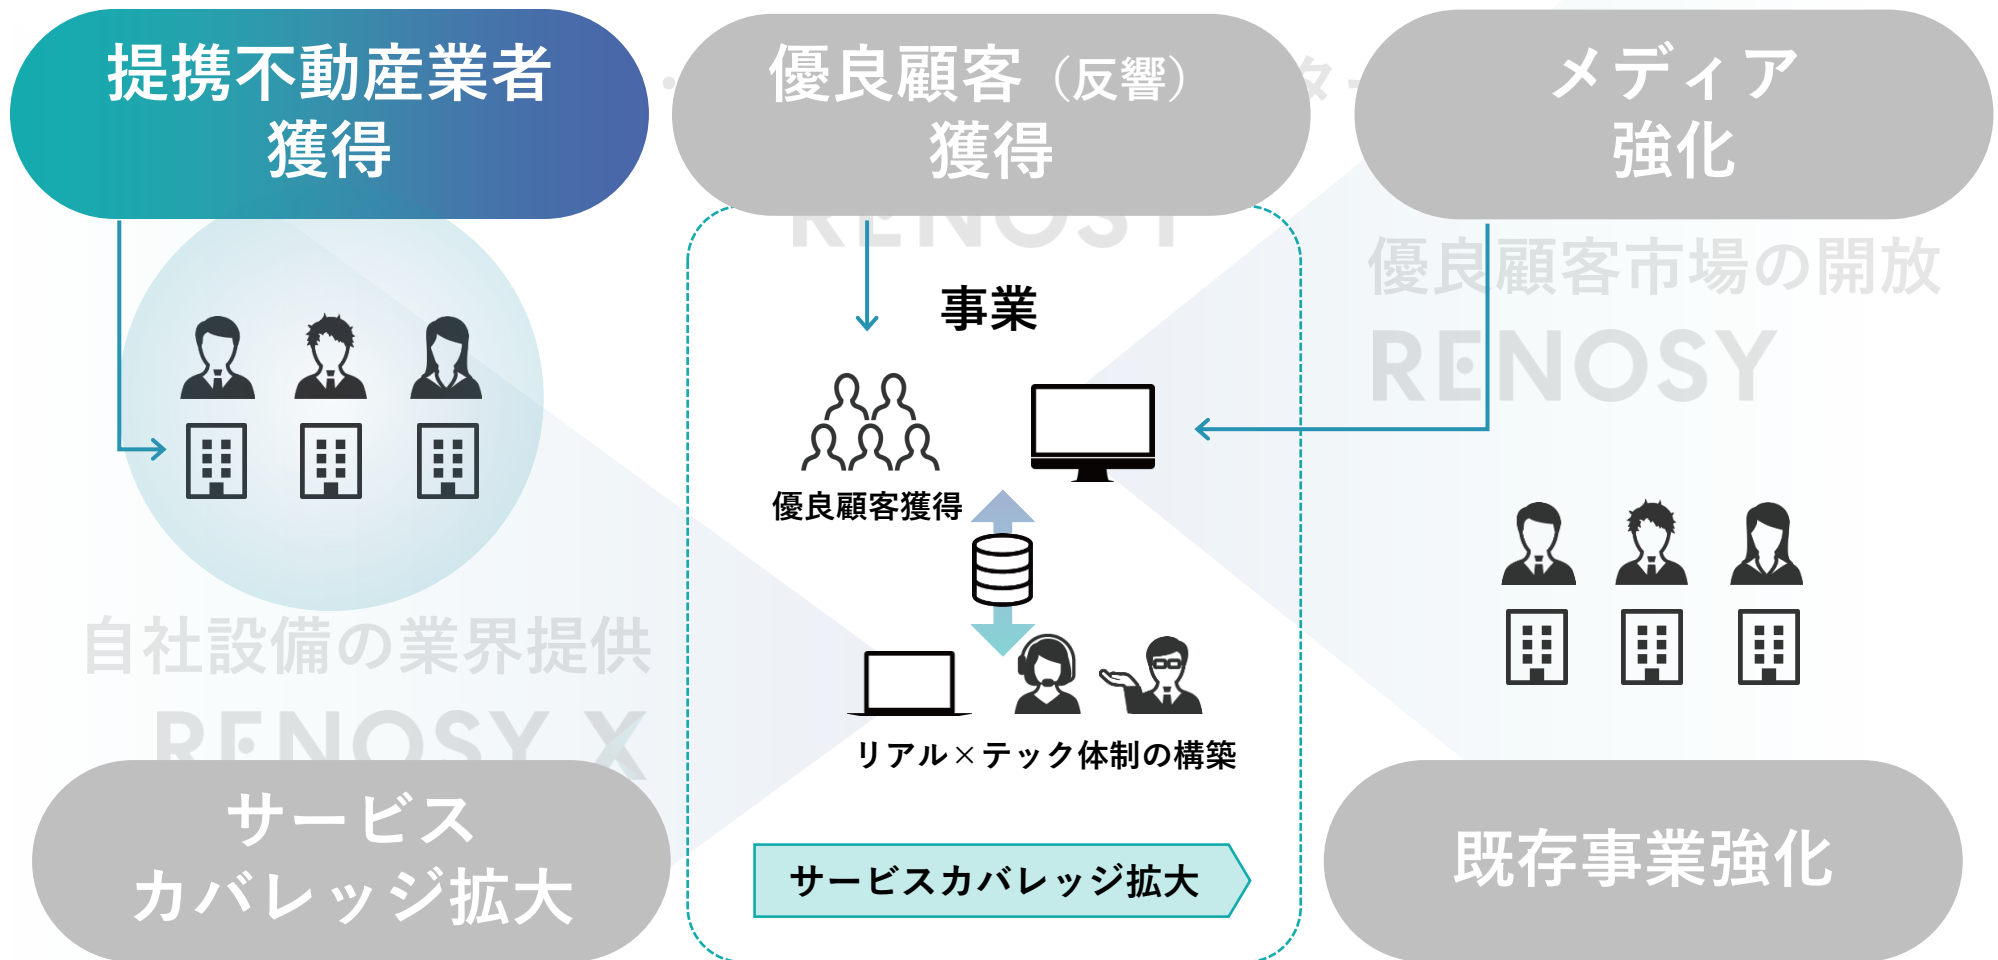 提携不動産業者
獲得
優良顧客（反響）
獲得
メディア
強化
RENOSY
事業
優良顧客獲得
リアル×テック体制の構築
サービスカバレッジ拡大
優良顧客市場の開放
RENOSY
自社設備の業界提供
RENOSY X
サービス
カバレッジ拡大
既存事業強化